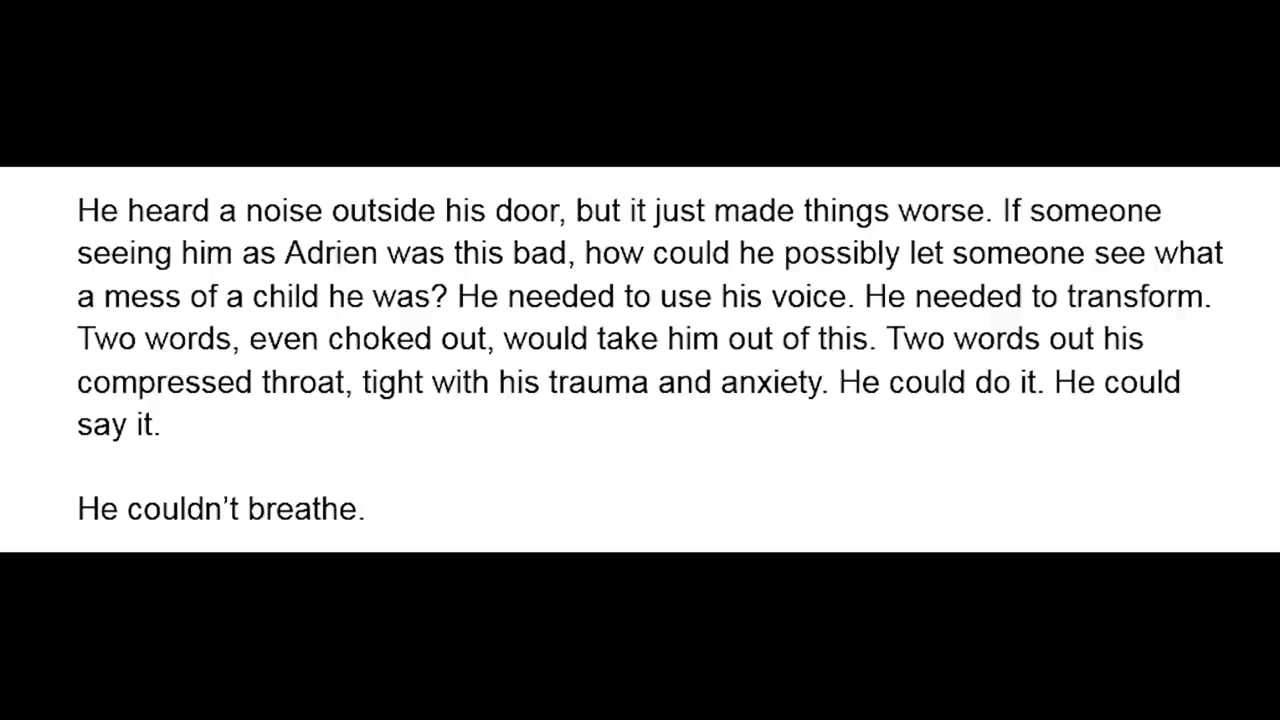 He heard a noise outside his door, but it just made things worse. If someone
seeing him as Adrien was this bad, how could he possibly let someone see what
a mess of a child he was? He needed to use his voice. He needed to transform.
Two words, even choked out, would take him out of this. Two words out his
compressed throat, tight with his trauma and anxiety. He could do it. He could
say it.
He couldn’t breathe.